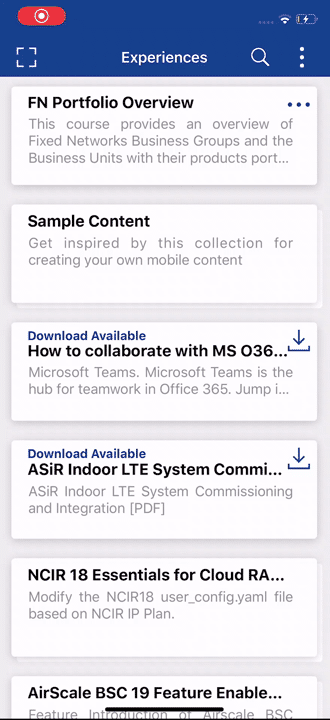 Experiences
FN Portfolio Overview
This course provides an overview of
Fixed Networks Business Groups and the
Business Units with their products port...
Sample Content
Get inspired by this collection for
creating your own mobile content
Download Available
How to collaborate with MS O36...
Microsoft Teams. Microsoft Teams is the
hub for teamwork in Office 365. Jump i...
Download Available
ASiR Indoor LTE System Commi...
ASiR Indoor LTE System Commissioning
and Integration [PDF]
NCIR 18 Essentials for Cloud RA...
Modify the NCIR18 user_config.yaml file
based on NCIR IP Plan.
AirScale BSC 19 Feature Enable...
Feature Introduction of Airscale BSC